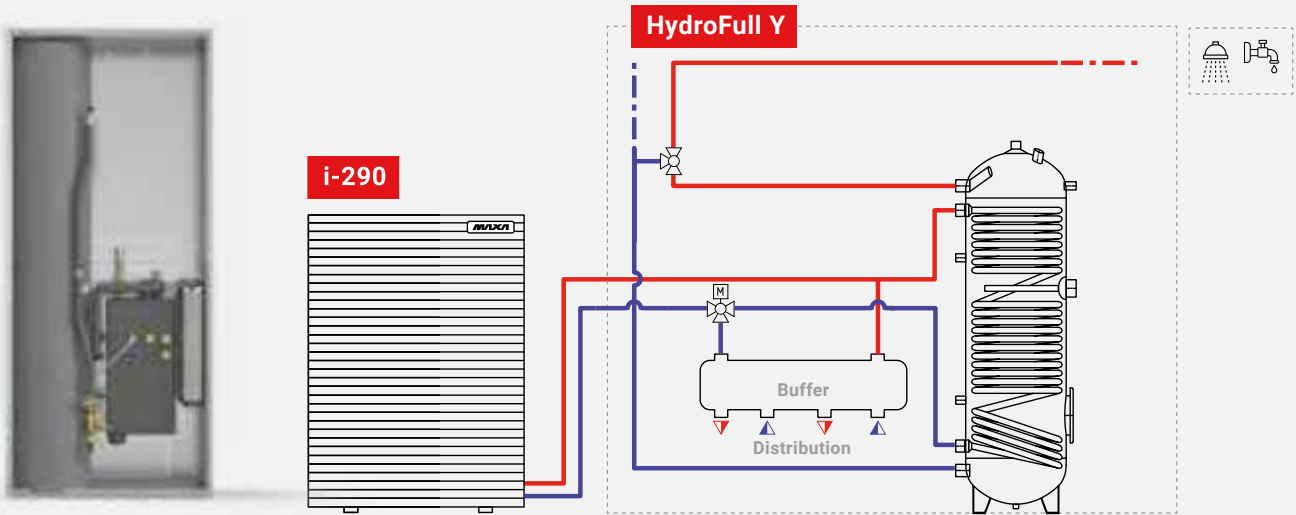 HydroFull Y
i-290
MAXA
M
Buffer
Distribution